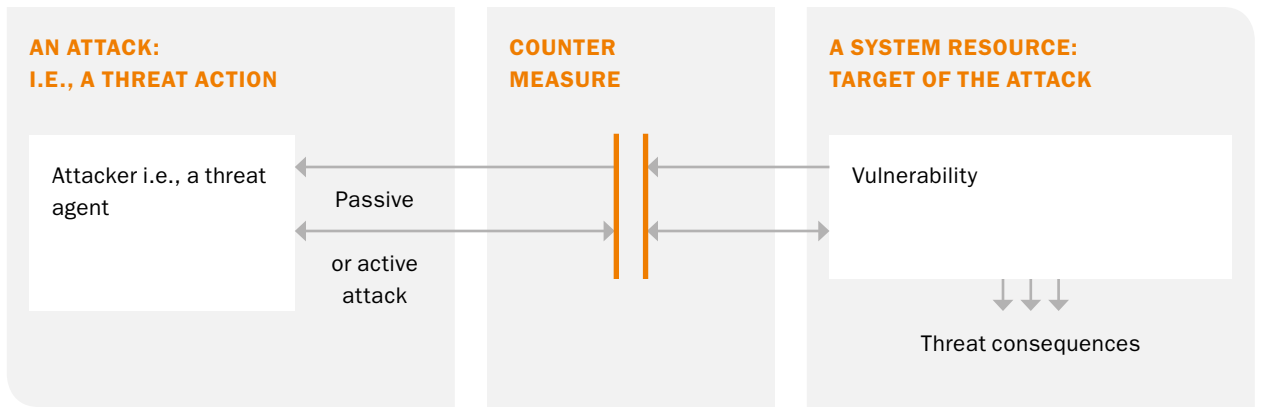 AN ATTACK:
I.E., A THREAT ACTION
COUNTER
MEASURE
A SYSTEM RESOURCE:
TARGET OF THE ATTACK
Attacker i.e., a threat
agent
Passive
or active
attack
Vulnerability
Threat consequences